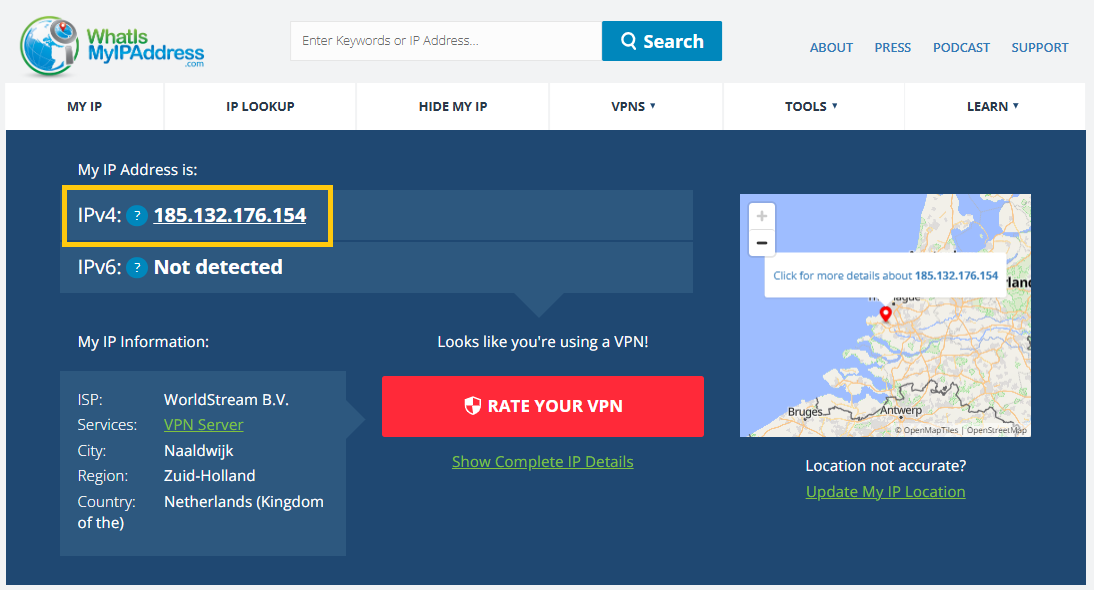 WhatIs
MyIPAddress
.com
Enter Keywords or IP Address...
Search
ABOUT PRESS PODCAST SUPPORT
MY IP IP LOOKUP HIDE MY IP VPNS TOOLS LEARN
My IP Address is:
IPv4: ? 185.132.176.154
IPv6: ? Not detected
My IP Information:
ISP: WorldStream B.V.
Services: VPN Server
City: Naaldwijk
Region: Zuid-Holland
Country: Netherlands (Kingdom
of the)
Looks like you're using a VPN!
RATE YOUR VPN
Show Complete IP Details
+
−
Click for more details about 185.132.176.154
Bruges
Antwerp
© OpenMapTiles | OpenStreetMap
Location not accurate?
Update My IP Location